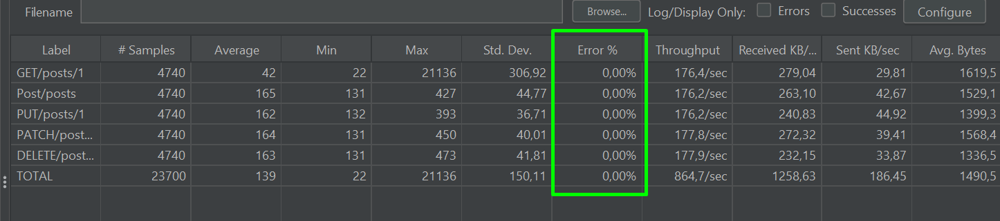 Filename Browse... Log/Display Only: Errors Successes Configure
Label # Samples Average Min Max Std. Dev. Error % Throughput Received KB/... Sent KB/sec Avg. Bytes
GET/posts/1 4740 42 22 21136 306,92 0,00% 176,4/sec 279,04 29,81 1619,5
Post/posts 4740 165 131 427 44,77 0,00% 176,2/sec 263,10 42,67 1529,1
PUT/posts/1 4740 162 132 393 36,71 0,00% 176,2/sec 240,83 44,92 1399,3
PATCH/post... 4740 164 131 450 40,01 0,00% 177,8/sec 272,32 39,41 1568,4
DELETE/post... 4740 163 131 473 41,81 0,00% 177,9/sec 232,15 33,87 1336,5
TOTAL 23700 139 22 21136 150,11 0,00% 864,7/sec 1258,63 186,45 1490,5